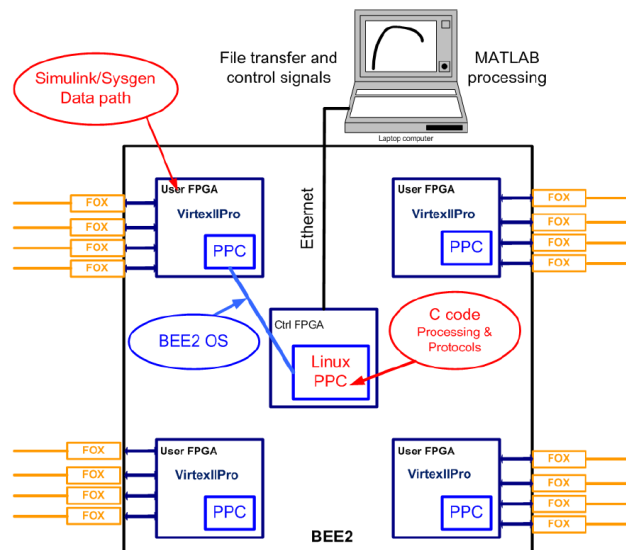 File transfer and
control signals
MATLAB
processing
Laptop computer
Simulink/Sysgen
Data path
Ethernet
User FPGA
VirtexIIPro
PPC
FOX
FOX
FOX
FOX
User FPGA
VirtexIIPro
PPC
FOX
FOX
FOX
FOX
BEE2 OS
Ctrl FPGA
Linux
PPC
C code
Processing &
Protocols
User FPGA
VirtexIIPro
PPC
FOX
FOX
FOX
FOX
User FPGA
VirtexIIPro
PPC
FOX
FOX
FOX
FOX
BEE2